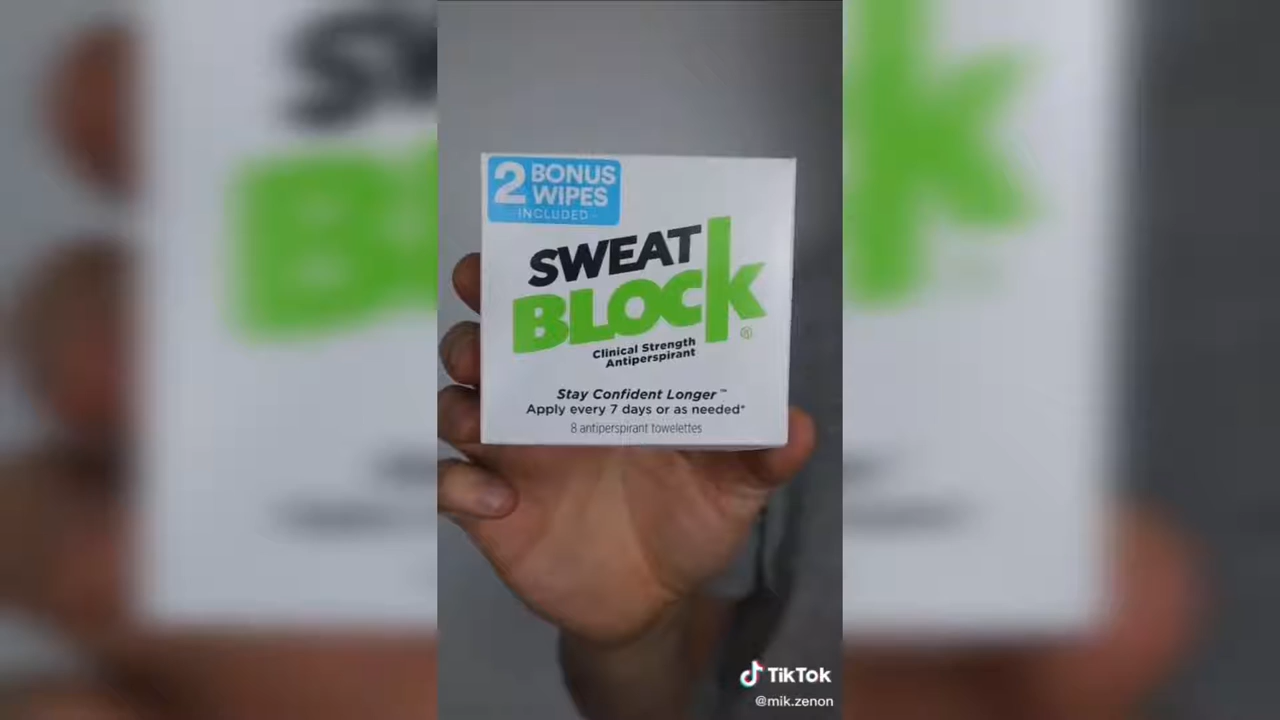 2 BONUS
WIPES
INCLUDED
SWEAT
BLOCK®
Clinical Strength
Antiperspirant
Stay Confident Longer™
Apply every 7 days or as needed*
8 antiperspirant towelettes
TikTok
@mik.zenon